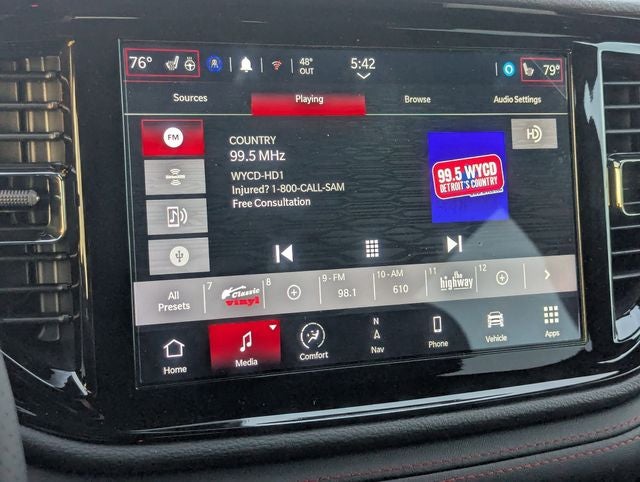 76°
48°
OUT
5:42
79°
Sources
Playing
Browse
Audio Settings
FM
COUNTRY
99.5 MHz
WYCD-HD1
Injured? 1-800-CALL-SAM
Free Consultation
99.5 WYCD
DETROIT'S COUNTRY
HD
All
Presets
7
Classic
vinyl
8
9 - FM
98.1
10 - AM
610
11
The
highway
12
Home
Media
Comfort
N
Nav
Phone
Vehicle
Apps